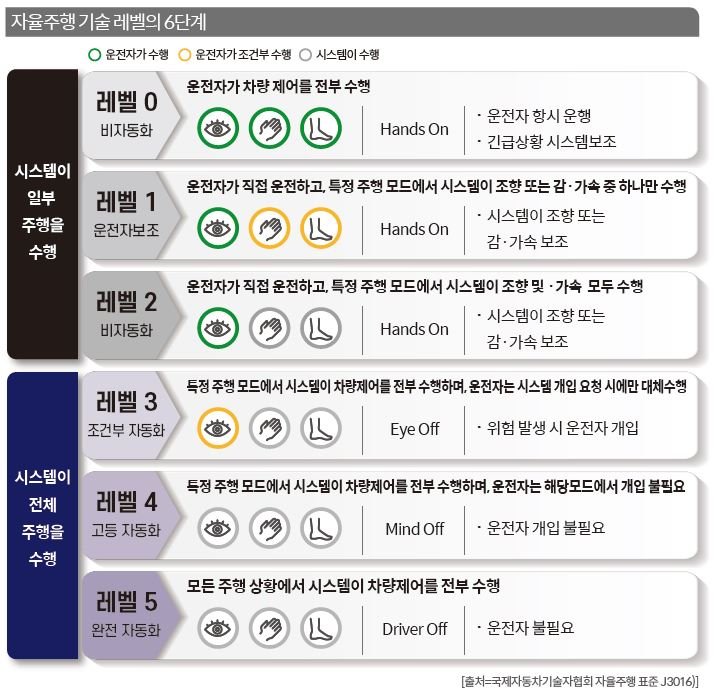 자율주행 기술 레벨의 6단계
운전자가 수행 운전자가 조건부 수행 시스템이 수행
시스템이
일부
주행을
수행
레벨 0
비자동화
운전자가 차량 제어를 전부 수행
Hands On
· 운전자 항시 운행
· 긴급상황 시스템보조
레벨 1
운전자보조
운전자가 직접 운전하고, 특정 주행 모드에서 시스템이 조향 또는 감·가속 중 하나만 수행
Hands On
· 시스템이 조향 또는
감·가속 보조
레벨 2
비자동화
운전자가 직접 운전하고, 특정 주행 모드에서 시스템이 조향 및 ·가속 모두 수행
Hands On
· 시스템이 조향 또는
감·가속 보조
시스템이
전체
주행을
수행
레벨 3
조건부 자동화
특정 주행 모드에서 시스템이 차량제어를 전부 수행하며, 운전자는 시스템 개입 요청 시에만 대체수행
Eye Off
· 위험 발생 시 운전자 개입
레벨 4
고등 자동화
특정 주행 모드에서 시스템이 차량제어를 전부 수행하며, 운전자는 해당모드에서 개입 불필요
Mind Off
· 운전자 개입 불필요
레벨 5
완전 자동화
모든 주행 상황에서 시스템이 차량제어를 전부 수행
Driver Off
· 운전자 불필요
[출처=국제자동차기술자협회 자율주행 표준 J3016)]